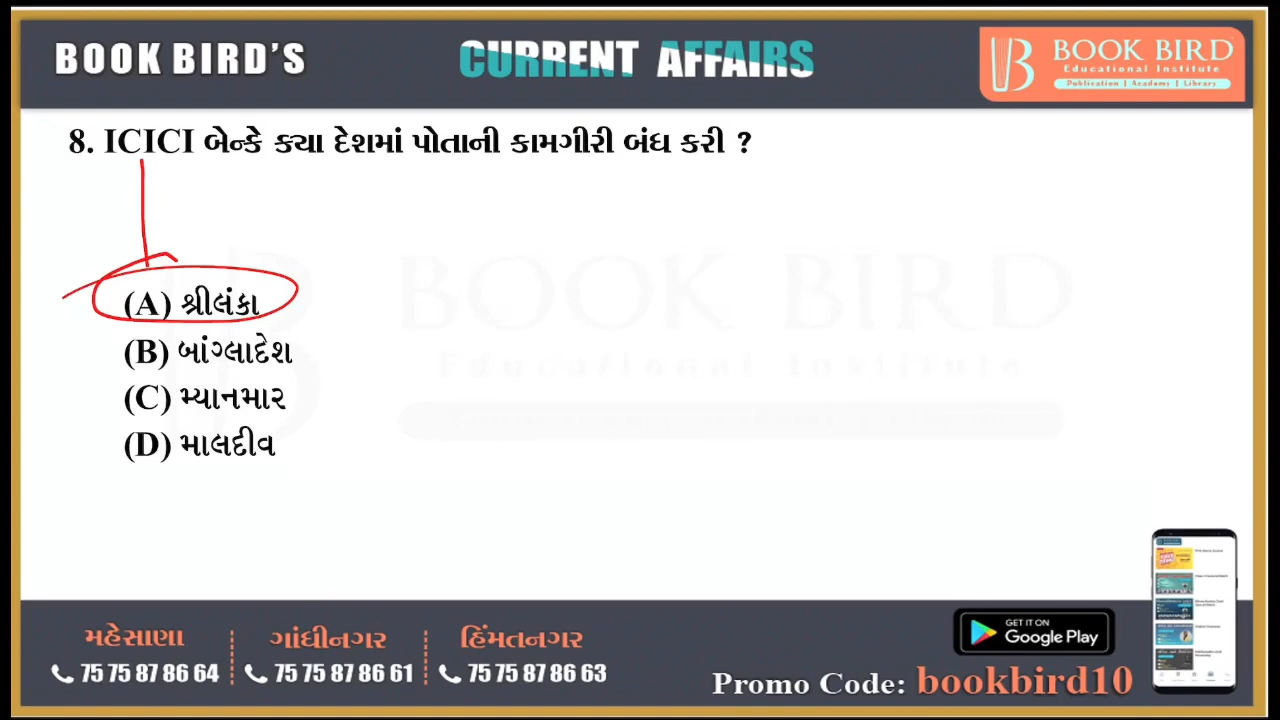 BOOK BIRD'S
CURRENT AFFAIRS
BOOK BIRD
Educational Institute
Publication | Academy | Library
8. ICICI બેન્કે ક્યા દેશમાં પોતાની કામગીરી બંધ કરી ?
(A) શ્રીલંકા
(B) બાંગ્લાદેશ
(C) મ્યાનમાર
(D) માલદીવ
BOOK BIRD
Educational Institute
મહેસાણા
75 75 87 86 64
ગાંધીનગર
75 75 87 86 61
હિંમતનગર
75 75 87 86 63
GET IT ON
Google Play
Promo Code: bookbird10